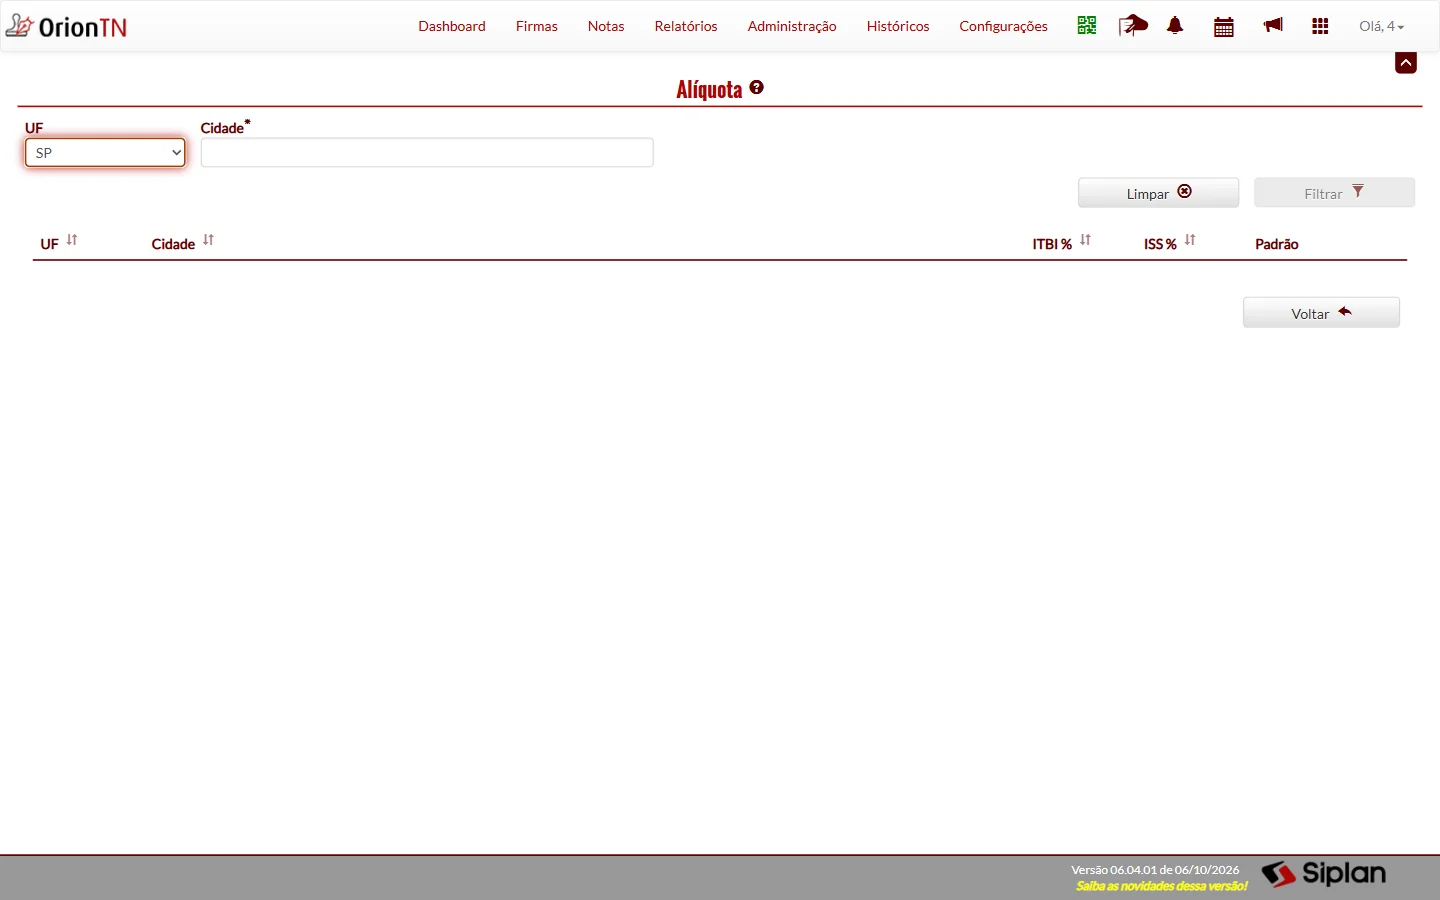 OrionTN Dashboard Firmas Notas Relatórios Administração Históricos Configurações Olá, 4
Alíquota
UF Cidade*
SP
Limpar Filtrar
UF Cidade ITBI % ISS % Padrão
Voltar
Versão 06.04.01 de 06/10/2026
Saiba as novidades dessa versão!
Siplan